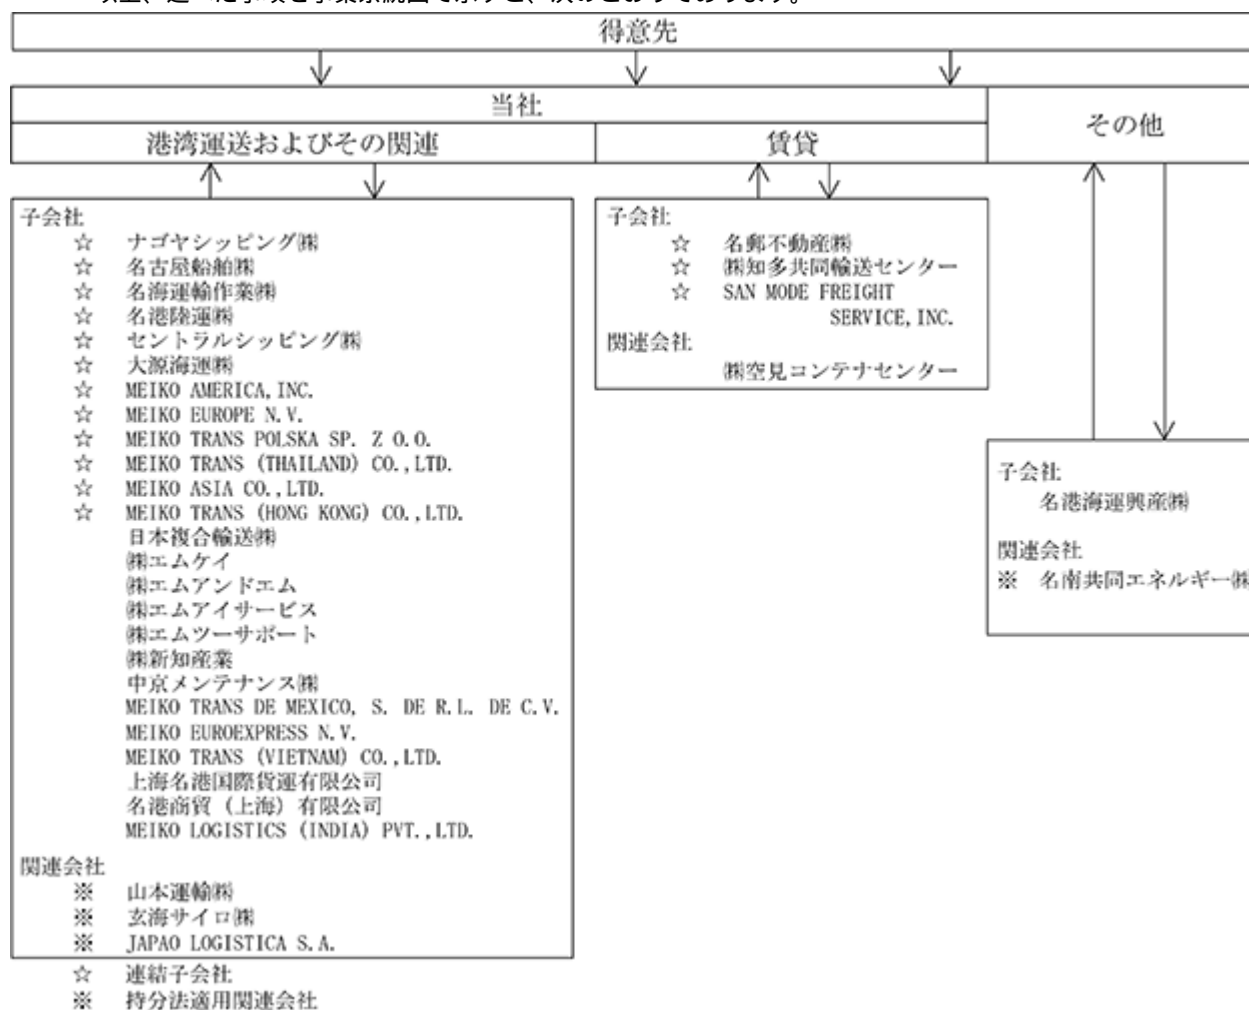 以上、述べた事項を事業系統図で示すと、次のとおりであります。
得意先
当社
港湾運送およびその関連
賃貸
その他
子会社
☆ ナゴヤシッピング㈱
☆ 名古屋船舶㈱
☆ 名海運輸作業㈱
☆ 名港陸運㈱
☆ セントラルシッピング㈱
☆ 大源海運㈱
☆ MEIKO AMERICA, INC.
☆ MEIKO EUROPE N.V.
☆ MEIKO TRANS POLSKA SP. Z O.O.
☆ MEIKO TRANS (THAILAND) CO.,LTD.
☆ MEIKO ASIA CO.,LTD.
☆ MEIKO TRANS (HONG KONG) CO.,LTD.
日本複合輸送㈱
㈱エムケイ
㈱エムアンドエム
㈱エムアイサービス
㈱エムツーサポート
㈱新知産業
中京メンテナンス㈱
MEIKO TRANS DE MEXICO, S. DE R.L. DE C.V.
MEIKO EUROEXPRESS N.V.
MEIKO TRANS (VIETNAM) CO.,LTD.
上海名港国際貨運有限公司
名港商貿（上海）有限公司
MEIKO LOGISTICS (INDIA) PVT.,LTD.
関連会社
※ 山本運輸㈱
※ 玄海サイロ㈱
※ JAPAO LOGISTICA S.A.
子会社
☆ 名郵不動産㈱
☆ ㈱知多共同輸送センター
☆ SAN MODE FREIGHT
SERVICE, INC.
関連会社
㈱空見コンテナセンター
子会社
名港海運興産㈱
関連会社
※ 名南共同エネルギー㈱
☆ 連結子会社
※ 持分法適用関連会社